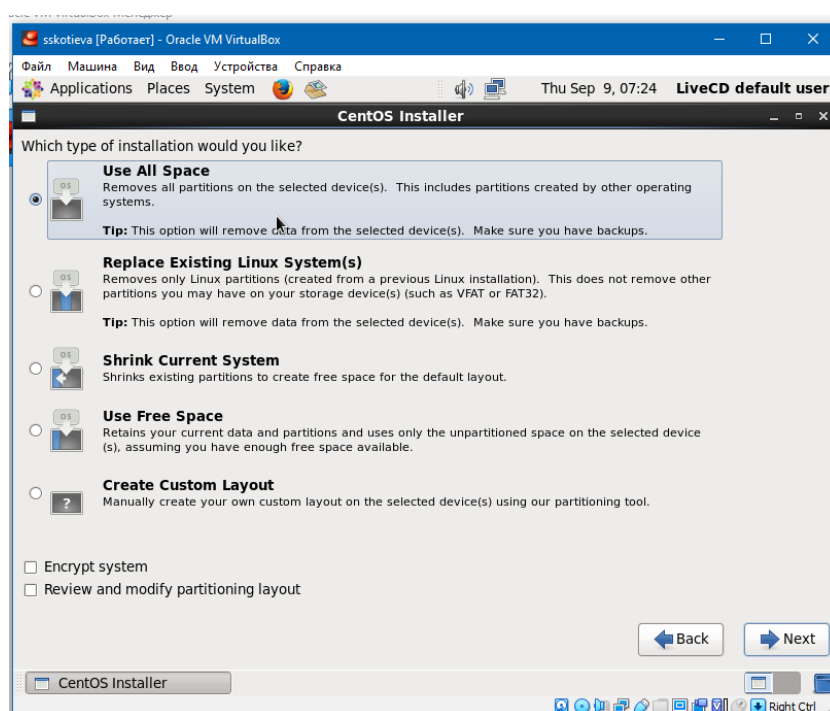 sskotieva [Работает] - Oracle VM VirtualBox
Файл Машина Вид Ввод Устройства Справка
Applications Places System Thu Sep 9, 07:24 LiveCD default user
CentOS Installer
Which type of installation would you like?
Use All Space
Removes all partitions on the selected device(s). This includes partitions created by other operating
systems.
Tip: This option will remove data from the selected device(s). Make sure you have backups.
Replace Existing Linux System(s)
Removes only Linux partitions (created from a previous Linux installation). This does not remove other
partitions you may have on your storage device(s) (such as VFAT or FAT32).
Tip: This option will remove data from the selected device(s). Make sure you have backups.
Shrink Current System
Shrinks existing partitions to create free space for the default layout.
Use Free Space
Retains your current data and partitions and uses only the unpartitioned space on the selected device
(s), assuming you have enough free space available.
Create Custom Layout
Manually create your own custom layout on the selected device(s) using our partitioning tool.
Encrypt system
Review and modify partitioning layout
Back Next
CentOS Installer
Right Ctrl